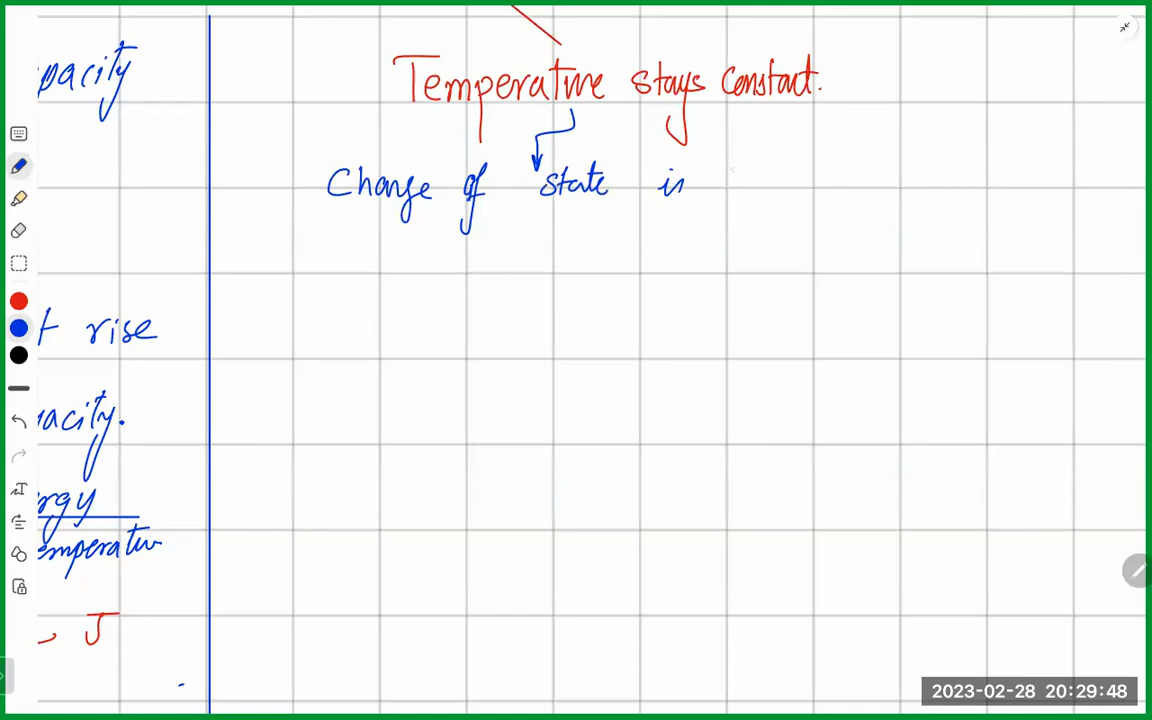 pacity
t rise
acity.
rgy
emperatur
J
Temperature stays Constant.
Change of state is
2023-02-28 20:29:48